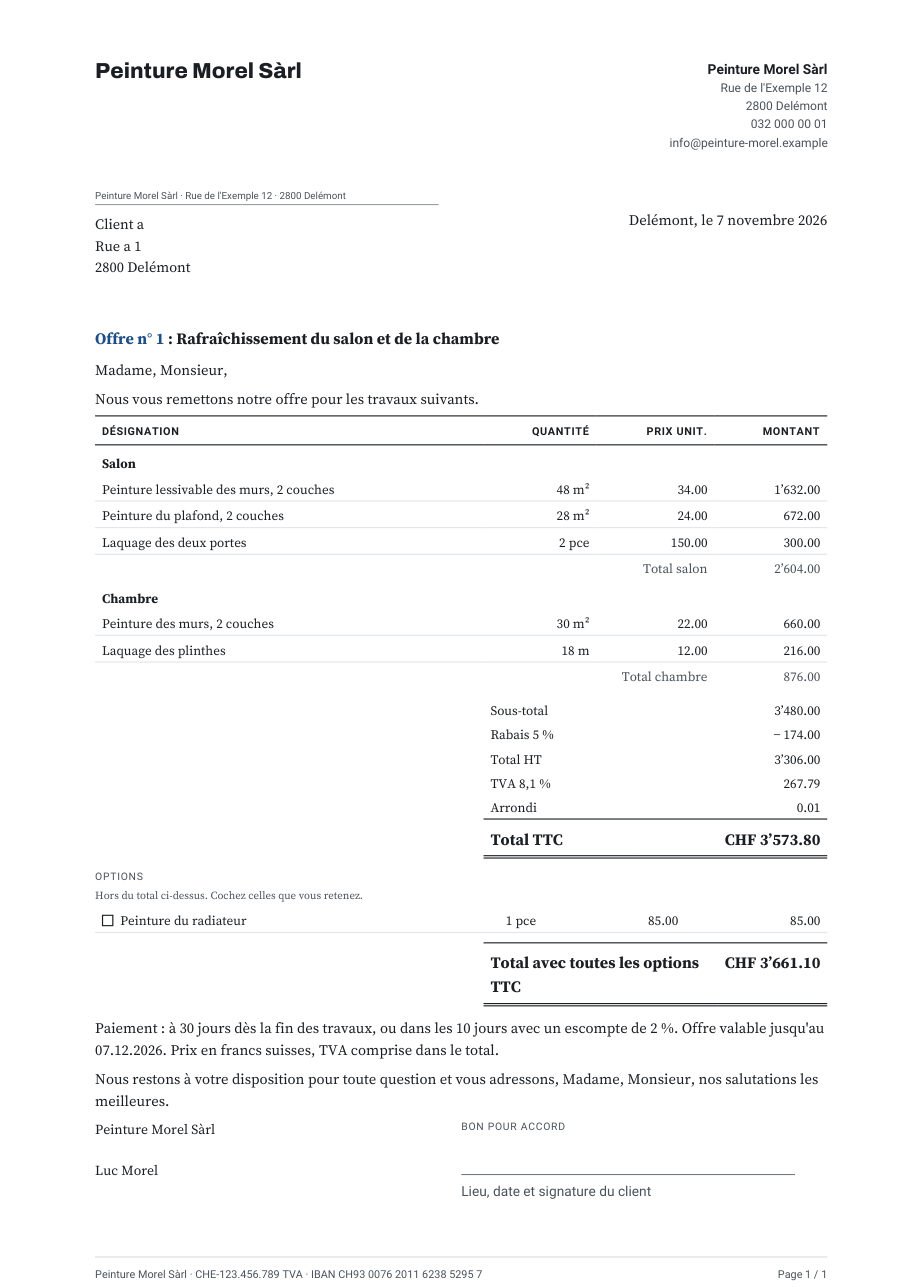 Peinture Morel Sàrl
Peinture Morel Sàrl
Rue de l'Exemple 12
2800 Delémont
032 000 00 01
info@peinture-morel.example
Peinture Morel Sàrl · Rue de l'Exemple 12 · 2800 Delémont
Client a
Rue a 1
2800 Delémont
Delémont, le 7 novembre 2026
Offre n° 1 : Rafraîchissement du salon et de la chambre
Madame, Monsieur,
Nous vous remettons notre offre pour les travaux suivants.
DÉSIGNATION QUANTITÉ PRIX UNIT. MONTANT
Salon
Peinture lessivable des murs, 2 couches 48 m² 34.00 1’632.00
Peinture du plafond, 2 couches 28 m² 24.00 672.00
Laquage des deux portes 2 pce 150.00 300.00
Total salon 2’604.00
Chambre
Peinture des murs, 2 couches 30 m² 22.00 660.00
Laquage des plinthes 18 m 12.00 216.00
Total chambre 876.00
Sous-total 3’480.00
Rabais 5 % − 174.00
Total HT 3’306.00
TVA 8,1 % 267.79
Arrondi 0.01
Total TTC CHF 3’573.80
OPTIONS
Hors du total ci-dessus. Cochez celles que vous retenez.
☐ Peinture du radiateur 1 pce 85.00 85.00
Total avec toutes les options CHF 3’661.10
TTC
Paiement : à 30 jours dès la fin des travaux, ou dans les 10 jours avec un escompte de 2 %. Offre valable jusqu'au
07.12.2026. Prix en francs suisses, TVA comprise dans le total.
Nous restons à votre disposition pour toute question et vous adressons, Madame, Monsieur, nos salutations les
meilleures.
Peinture Morel Sàrl
BON POUR ACCORD
Luc Morel
Lieu, date et signature du client
Peinture Morel Sàrl · CHE-123.456.789 TVA · IBAN CH93 0076 2011 6238 5295 7 Page 1 / 1